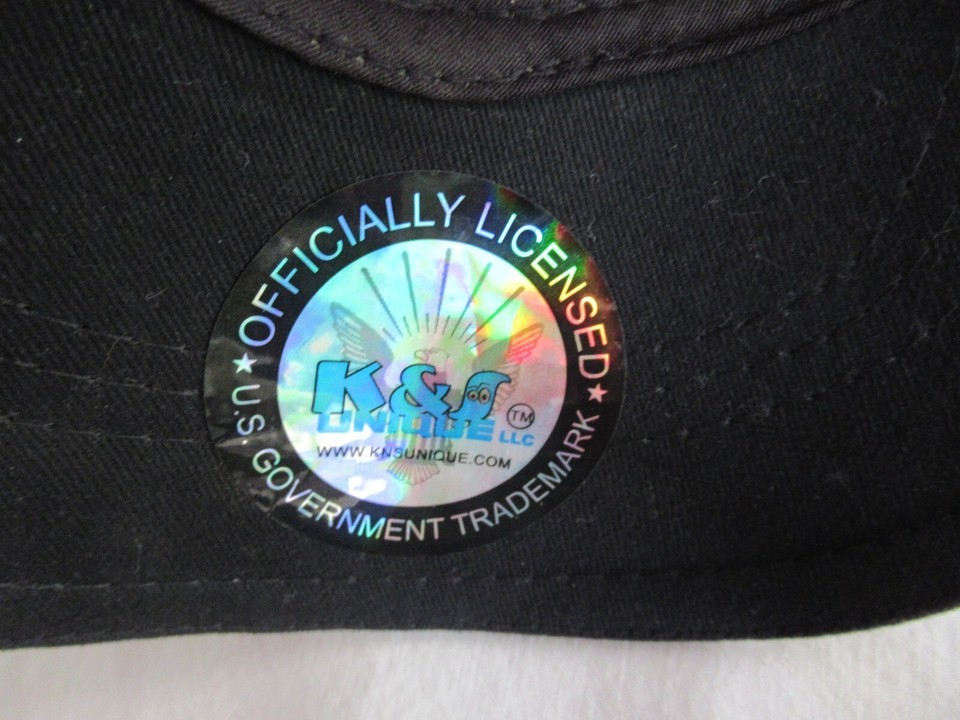 ★ OFFICIALLY LICENSED ★
K&S
UNIQUE LLC
TM
WWW.KNSUNIQUE.COM
U.S. GOVERNMENT TRADEMARK